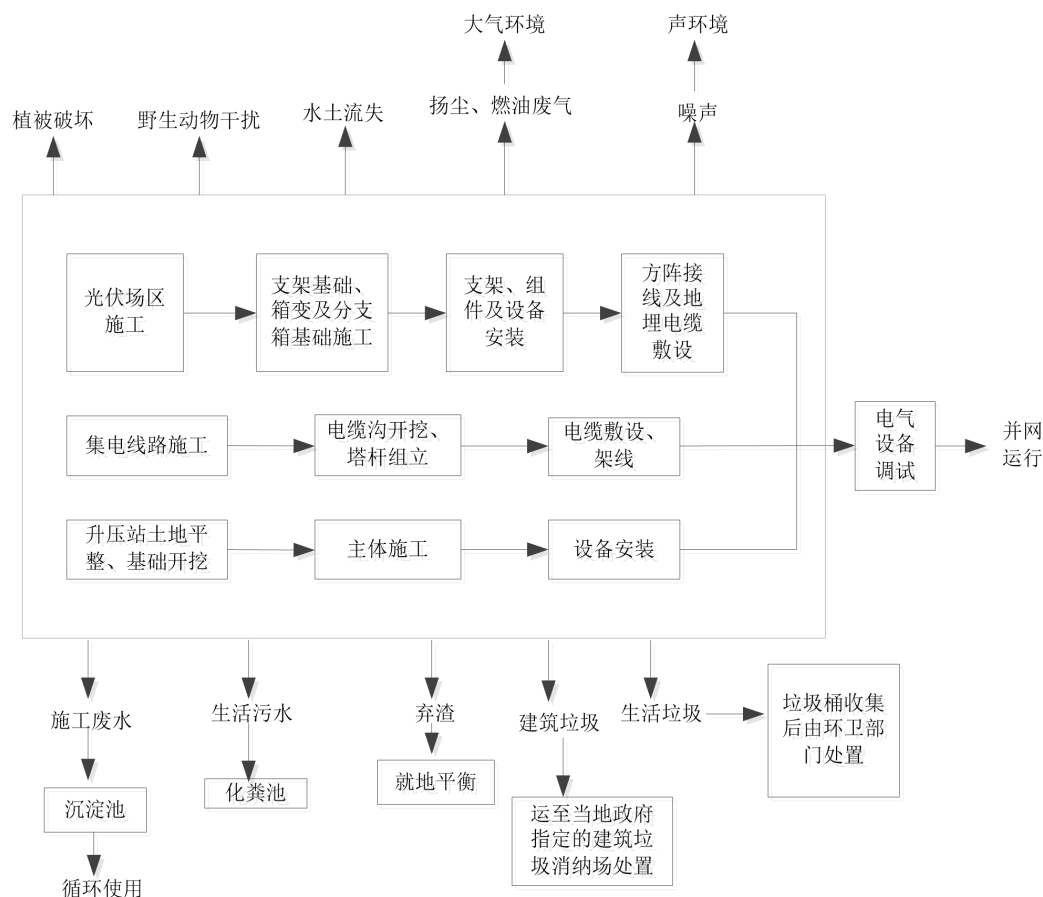 大气环境
声环境
植被破坏
野生动物干扰
水土流失
扬尘、燃油废气
噪声
光伏场区
施工
支架基础、
箱变及分支
箱基础施工
支架、组
件及设备
安装
方阵接
线及地
埋电缆
敷设
集电线路施工
电缆沟开挖、
塔杆组立
电缆敷设、
架线
电气
设备
调试
并网
运行
升压站土地平
整、基础开挖
主体施工
设备安装
施工废水
生活污水
弃渣
建筑垃圾
生活垃圾
垃圾桶收集
后由环卫部
门处置
沉淀池
化粪池
就地平衡
运至当地政府
指定的建筑垃
圾消纳场处置
循环使用